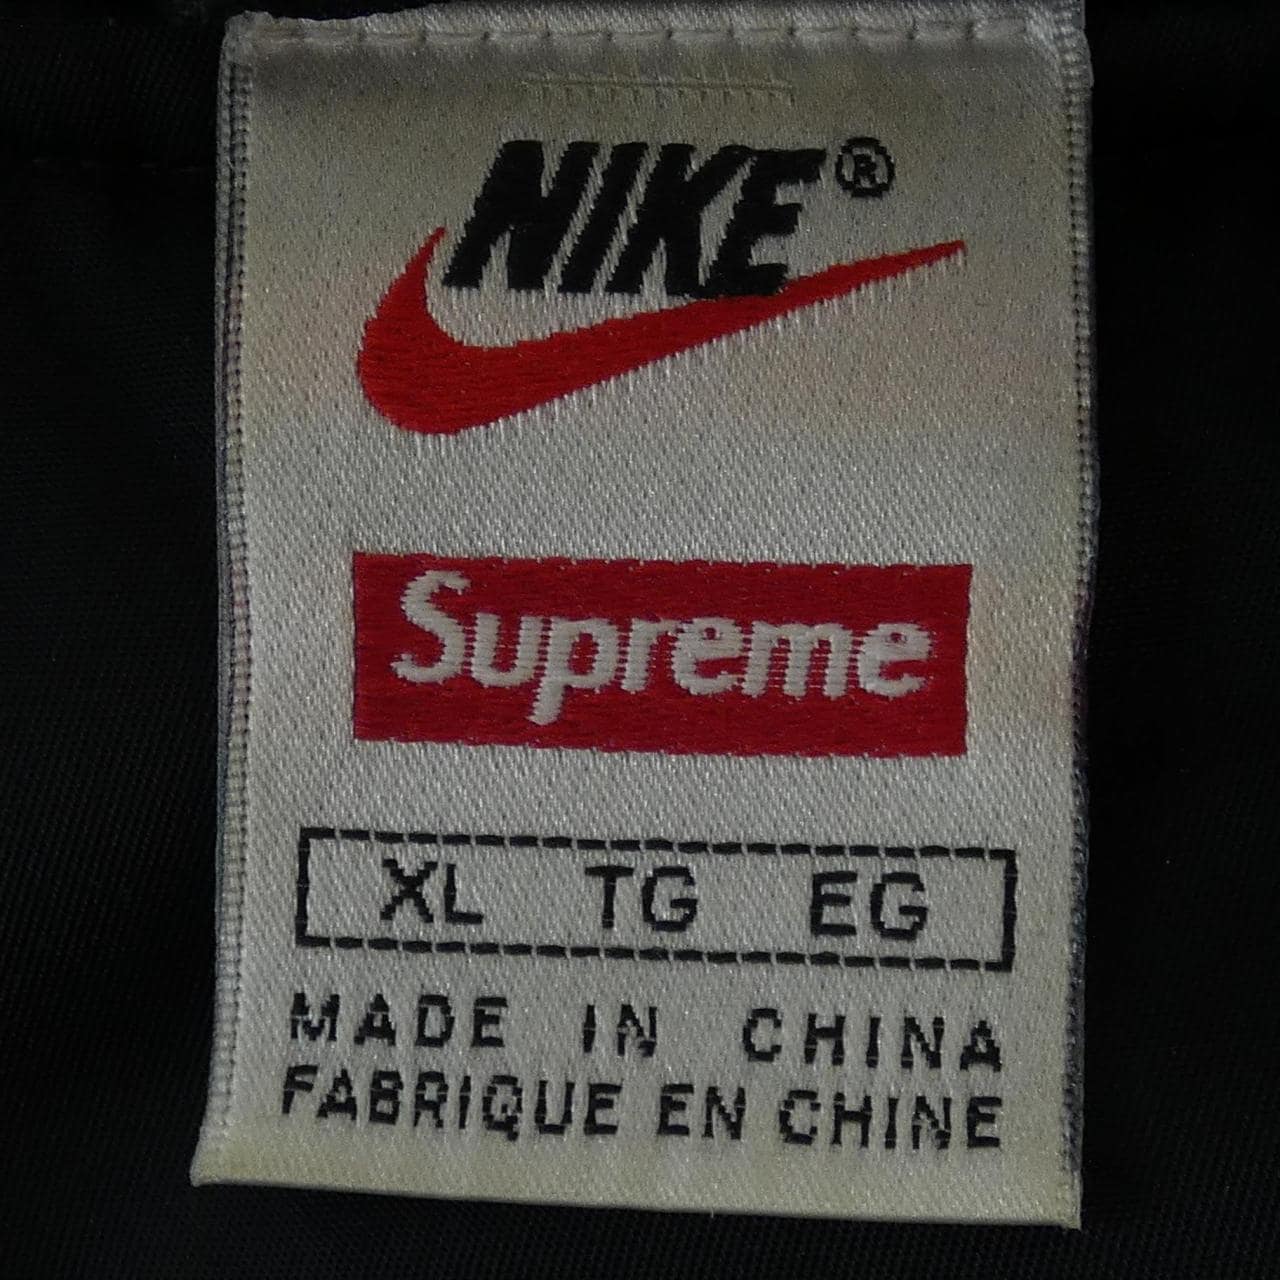 NIKE®
Supreme
XL TG EG
MADE IN CHINA
FABRIQUE EN CHINE